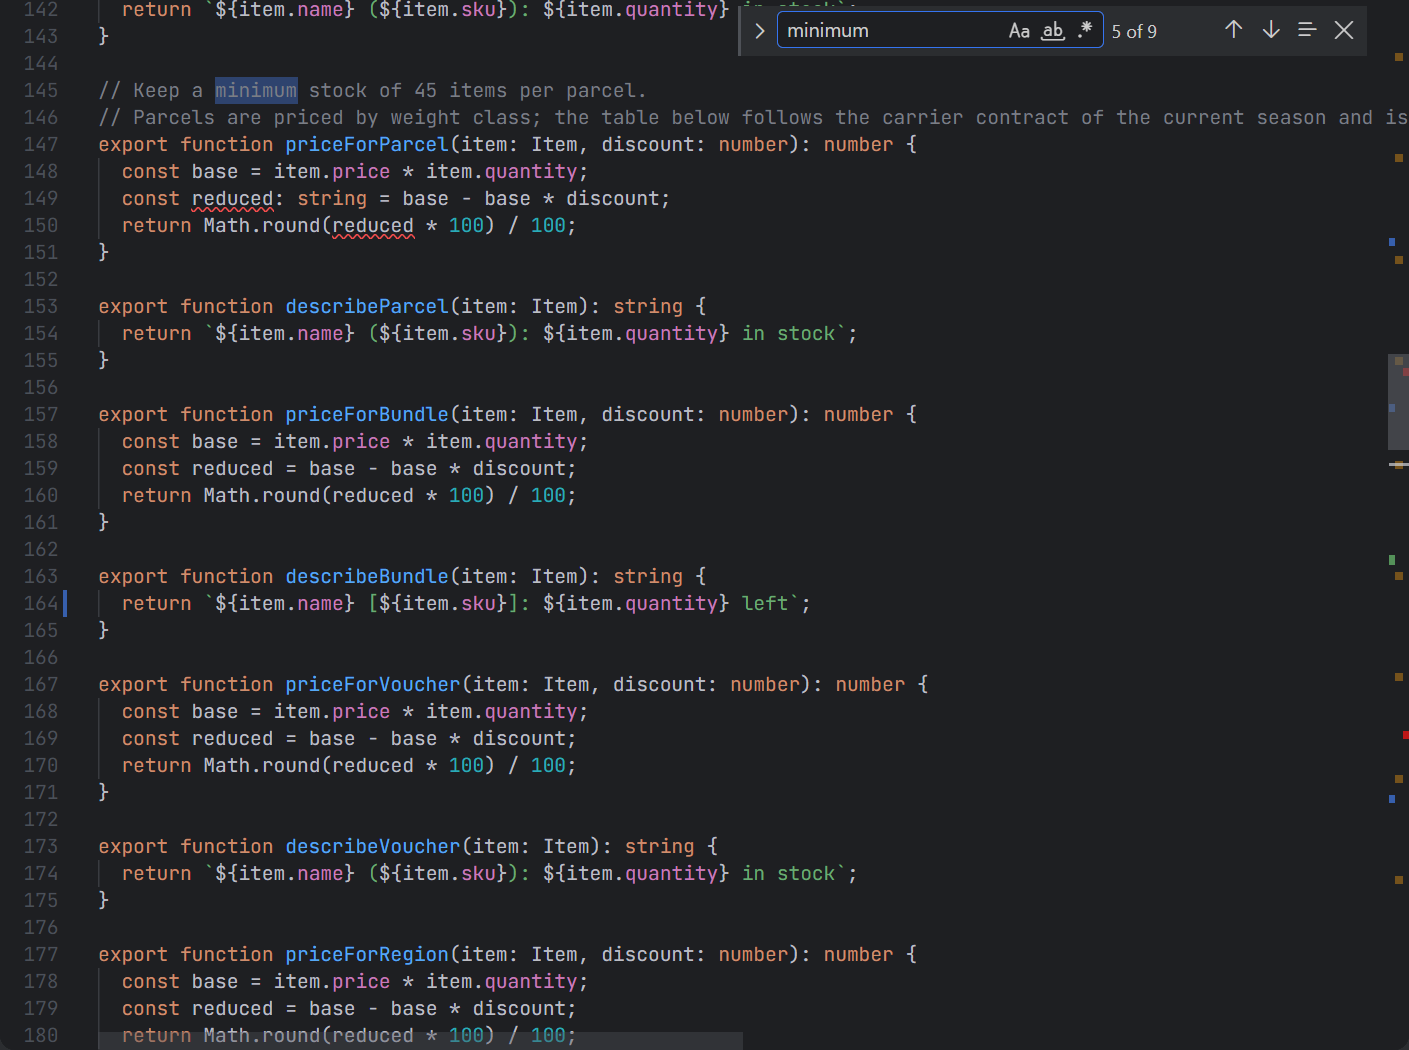 142 return `${item.name} (${item.sku}): ${item.quantity} in stock`;
143 }
minimum Aa ab .* 5 of 9
144
145 // Keep a minimum stock of 45 items per parcel.
146 // Parcels are priced by weight class; the table below follows the carrier contract of the current season and is
147 export function priceForParcel(item: Item, discount: number): number {
148 const base = item.price * item.quantity;
149 const reduced: string = base - base * discount;
150 return Math.round(reduced * 100) / 100;
151 }
152
153 export function describeParcel(item: Item): string {
154 return `${item.name} (${item.sku}): ${item.quantity} in stock`;
155 }
156
157 export function priceForBundle(item: Item, discount: number): number {
158 const base = item.price * item.quantity;
159 const reduced = base - base * discount;
160 return Math.round(reduced * 100) / 100;
161 }
162
163 export function describeBundle(item: Item): string {
164 return `${item.name} [${item.sku}]: ${item.quantity} left`;
165 }
166
167 export function priceForVoucher(item: Item, discount: number): number {
168 const base = item.price * item.quantity;
169 const reduced = base - base * discount;
170 return Math.round(reduced * 100) / 100;
171 }
172
173 export function describeVoucher(item: Item): string {
174 return `${item.name} (${item.sku}): ${item.quantity} in stock`;
175 }
176
177 export function priceForRegion(item: Item, discount: number): number {
178 const base = item.price * item.quantity;
179 const reduced = base - base * discount;
180 return Math.round(reduced * 100) / 100;